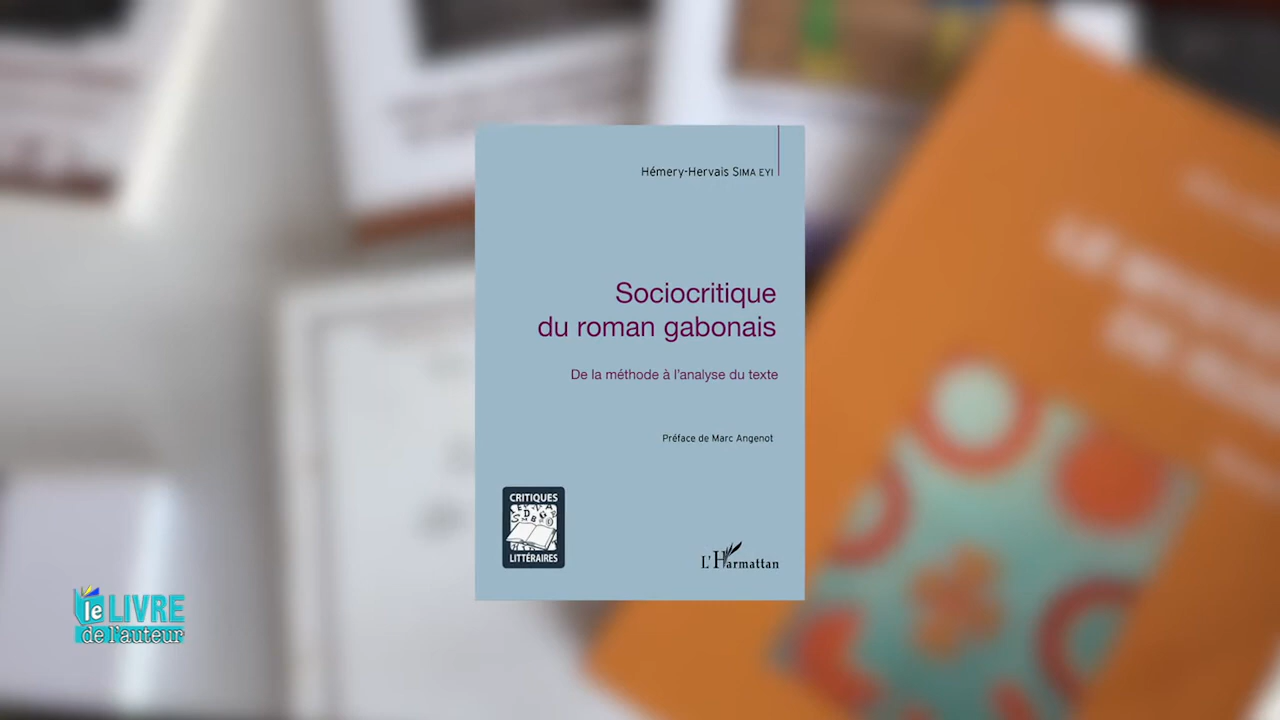 Hémery-Hervais SIMA EYI
Sociocritique
du roman gabonais
De la méthode à l'analyse du texte
Préface de Marc Angenot
CRITIQUES
LITTÉRAIRES
L'Harmattan
le LIVRE
de l'auteur